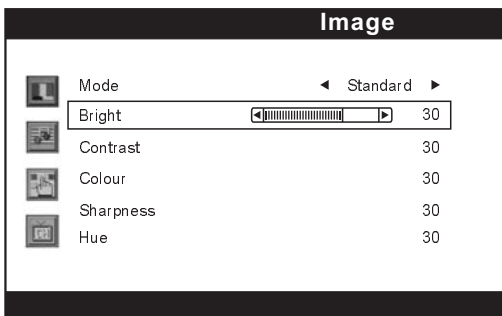 Image
Mode ◄ Standard ►
Bright 30
Contrast 30
Colour 30
Sharpness 30
Hue 30